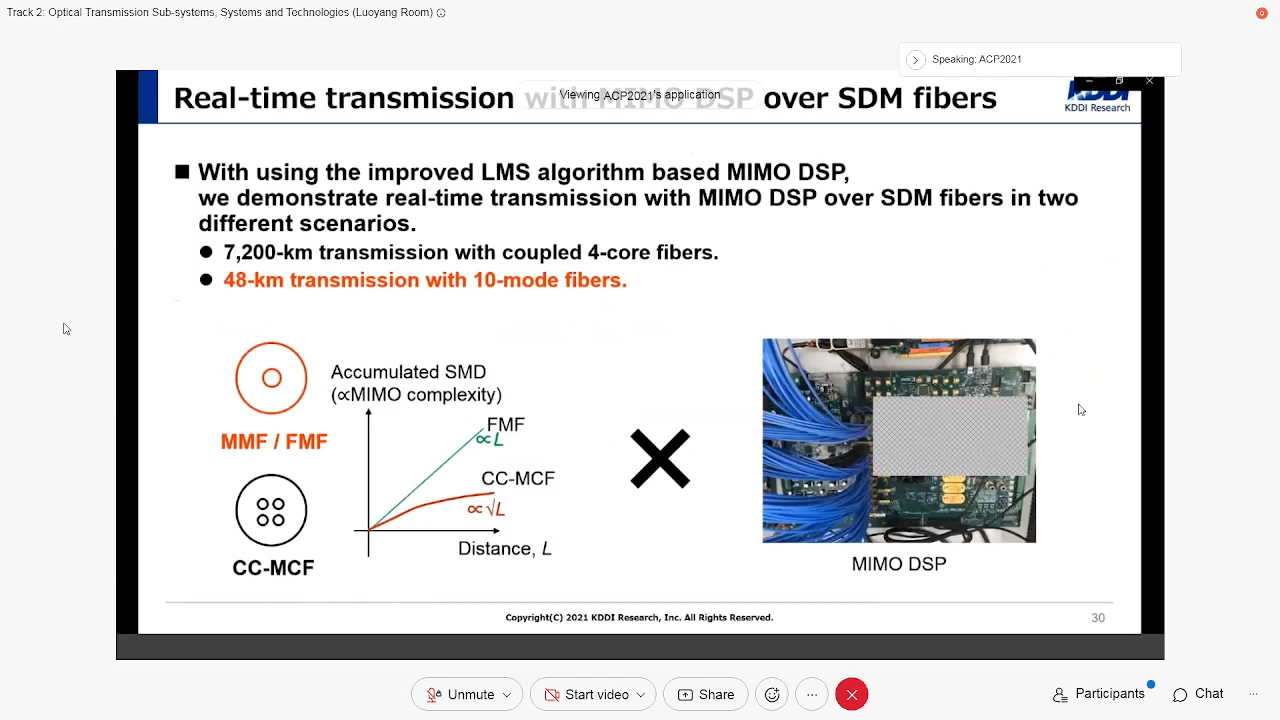 Track 2: Optical Transmission Sub-systems, Systems and Technologies (Luoyang Room)
Speaking: ACP2021
Viewing ACP2021's application
Real-time transmission with MIMO DSP over SDM fibers
KDDI
KDDI Research
With using the improved LMS algorithm based MIMO DSP,
we demonstrate real-time transmission with MIMO DSP over SDM fibers in two
different scenarios.
7,200-km transmission with coupled 4-core fibers.
48-km transmission with 10-mode fibers.
MMF / FMF
CC-MCF
Accumulated SMD
(∝MIMO complexity)
FMF
∝L
CC-MCF
∝√L
Distance, L
MIMO DSP
Copyright(C) 2021 KDDI Research, Inc. All Rights Reserved.
30
Unmute
Start video
Share
Participants
Chat